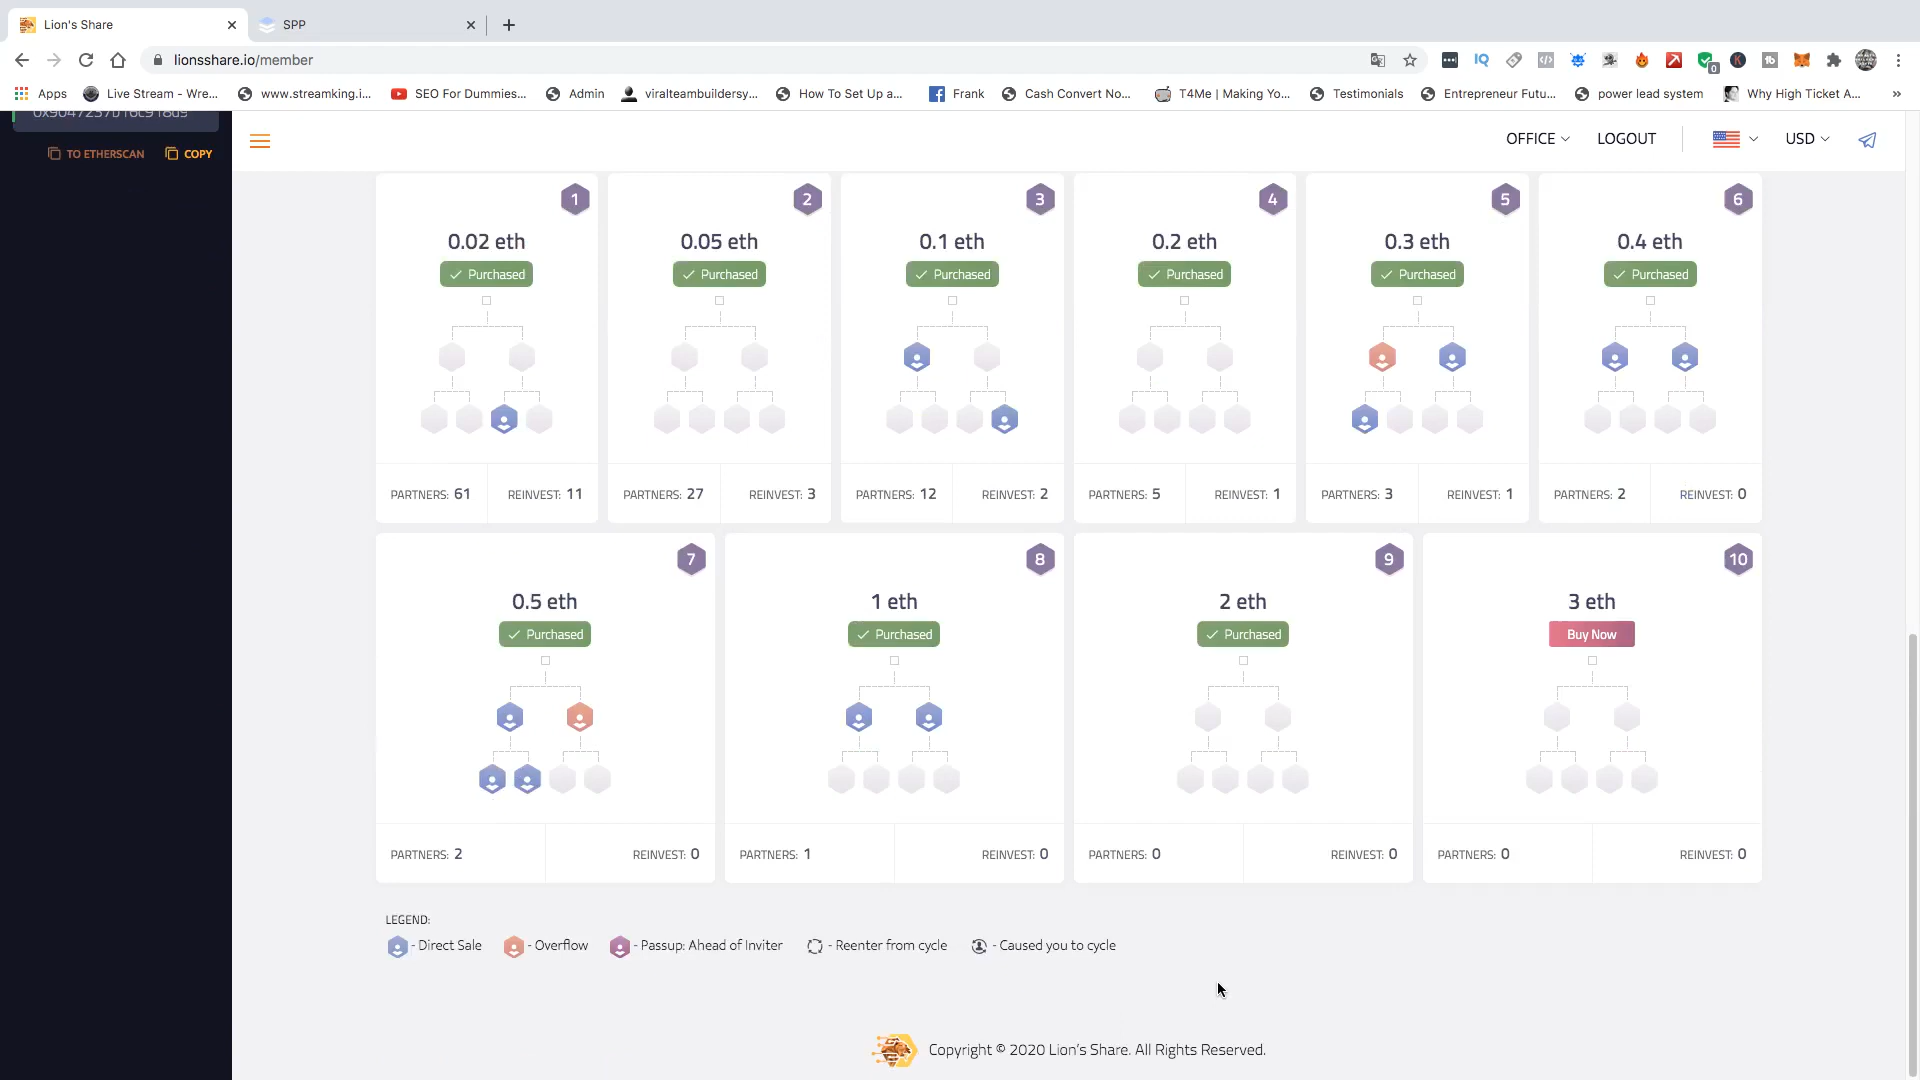 Lion's Share
SPP
lionsshare.io/member
Apps
Live Stream - Wre...
www.streamking.i...
SEO For Dummies...
Admin
viralteambuildersy...
How To Set Up a...
Frank
Cash Convert No...
T4Me | Making Yo...
Testimonials
Entrepreneur Futu...
power lead system
Why High Ticket A...
TO ETHERSCAN
COPY
OFFICE
LOGOUT
USD
1
0.02 eth
Purchased
PARTNERS: 61
REINVEST: 11
2
0.05 eth
Purchased
PARTNERS: 27
REINVEST: 3
3
0.1 eth
Purchased
PARTNERS: 12
REINVEST: 2
4
0.2 eth
Purchased
PARTNERS: 5
REINVEST: 1
5
0.3 eth
Purchased
PARTNERS: 3
REINVEST: 1
6
0.4 eth
Purchased
PARTNERS: 2
REINVEST: 0
7
0.5 eth
Purchased
PARTNERS: 2
REINVEST: 0
8
1 eth
Purchased
PARTNERS: 1
REINVEST: 0
9
2 eth
Purchased
PARTNERS: 0
REINVEST: 0
10
3 eth
Buy Now
PARTNERS: 0
REINVEST: 0
LEGEND:
- Direct Sale
- Overflow
- Passup: Ahead of Inviter
- Reenter from cycle
- Caused you to cycle
Copyright © 2020 Lion's Share. All Rights Reserved.